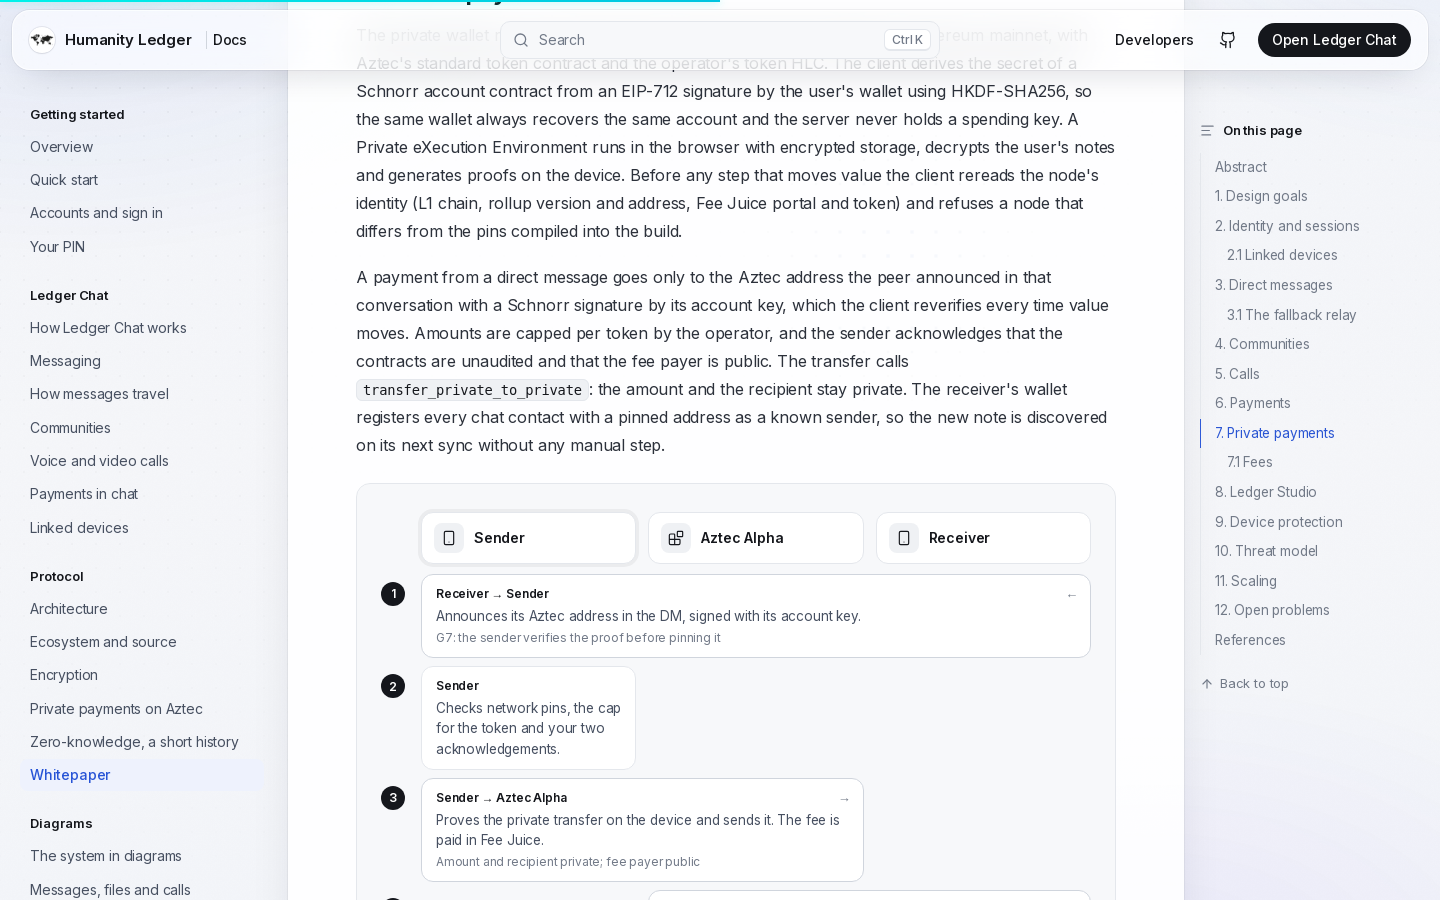 Humanity Ledger
Docs
Search
Ctrl K
Developers
Open Ledger Chat
Getting started
Overview
Quick start
Accounts and sign in
Your PIN
Ledger Chat
How Ledger Chat works
Messaging
How messages travel
Communities
Voice and video calls
Payments in chat
Linked devices
Protocol
Architecture
Ecosystem and source
Encryption
Private payments on Aztec
Zero-knowledge, a short history
Whitepaper
Diagrams
The system in diagrams
Messages, files and calls
The private wallet
mainnet, with
Aztec's standard token contract and the operator's token HLC. The client derives the secret of a
Schnorr account contract from an EIP-712 signature by the user's wallet using HKDF-SHA256, so
the same wallet always recovers the same account and the server never holds a spending key. A
Private eXecution Environment runs in the browser with encrypted storage, decrypts the user's notes
and generates proofs on the device. Before any step that moves value the client rereads the node's
identity (L1 chain, rollup version and address, Fee Juice portal and token) and refuses a node that
differs from the pins compiled into the build.
A payment from a direct message goes only to the Aztec address the peer announced in that
conversation with a Schnorr signature by its account key, which the client reverifies every time value
moves. Amounts are capped per token by the operator, and the sender acknowledges that the
contracts are unaudited and that the fee payer is public. The transfer calls
transfer_private_to_private: the amount and the recipient stay private. The receiver's wallet
registers every chat contact with a pinned address as a known sender, so the new note is discovered
on its next sync without any manual step.
Sender
Aztec Alpha
Receiver
1
Receiver → Sender
←
Announces its Aztec address in the DM, signed with its account key.
G7: the sender verifies the proof before pinning it
2
Sender
Checks network pins, the cap
for the token and your two
acknowledgements.
3
Sender → Aztec Alpha
→
Proves the private transfer on the device and sends it. The fee is
paid in Fee Juice.
Amount and recipient private; fee payer public
On this page
Abstract
1. Design goals
2. Identity and sessions
2.1 Linked devices
3. Direct messages
3.1 The fallback relay
4. Communities
5. Calls
6. Payments
7. Private payments
7.1 Fees
8. Ledger Studio
9. Device protection
10. Threat model
11. Scaling
12. Open problems
References
Back to top